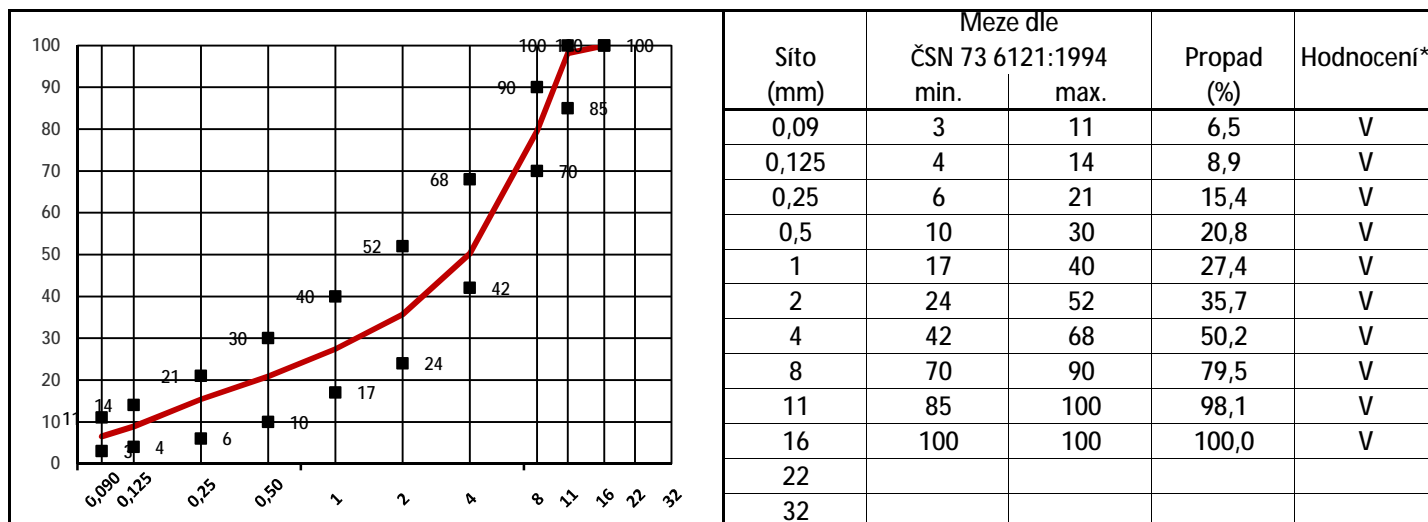 100
90
80
70
60
50
40
30
20
10
0
100 100 100
90
85
70
68
52
42
40
30
24
21
17
14
11
10
6
4
3
0,090 0,125 0,25 0,50 1 2 4 8 11 16 22 32
Meze dle
Síto ČSN 73 6121:1994 Propad Hodnocení*
(mm) min. max. (%)
0,09 3 11 6,5 V
0,125 4 14 8,9 V
0,25 6 21 15,4 V
0,5 10 30 20,8 V
1 17 40 27,4 V
2 24 52 35,7 V
4 42 68 50,2 V
8 70 90 79,5 V
11 85 100 98,1 V
16 100 100 100,0 V
22
32